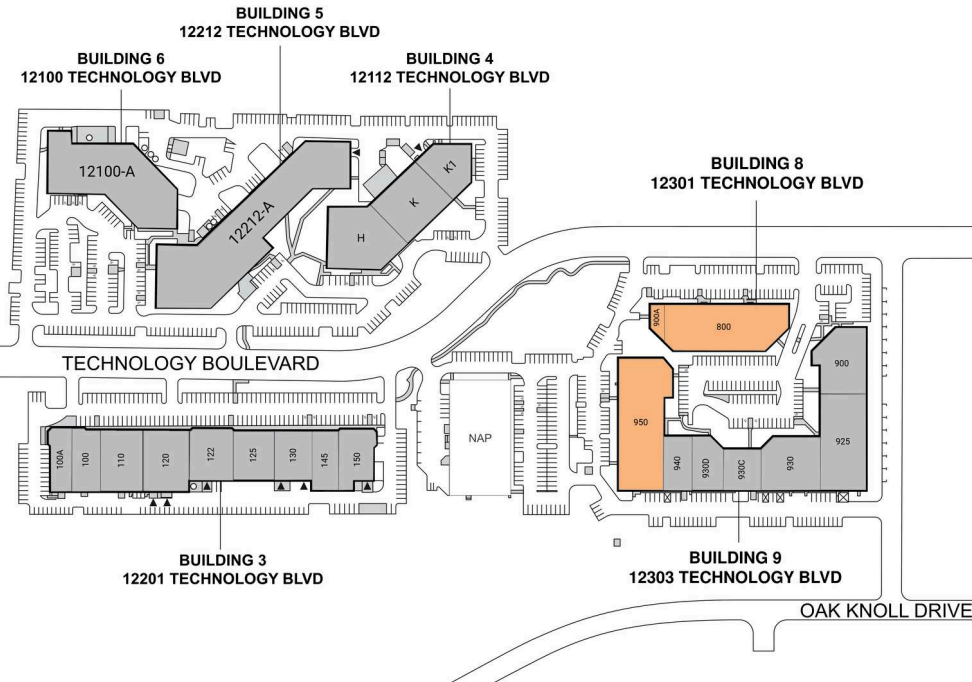 BUILDING 5
12212 TECHNOLOGY BLVD
BUILDING 6
12100 TECHNOLOGY BLVD
BUILDING 4
12112 TECHNOLOGY BLVD
12100-A
12212-A
H
K
K1
BUILDING 8
12301 TECHNOLOGY BLVD
900A
800
900
950
925
940
930D
930C
930
TECHNOLOGY BOULEVARD
NAP
100A
100
110
120
122
125
130
145
150
BUILDING 3
12201 TECHNOLOGY BLVD
BUILDING 9
12303 TECHNOLOGY BLVD
OAK KNOLL DRIVE